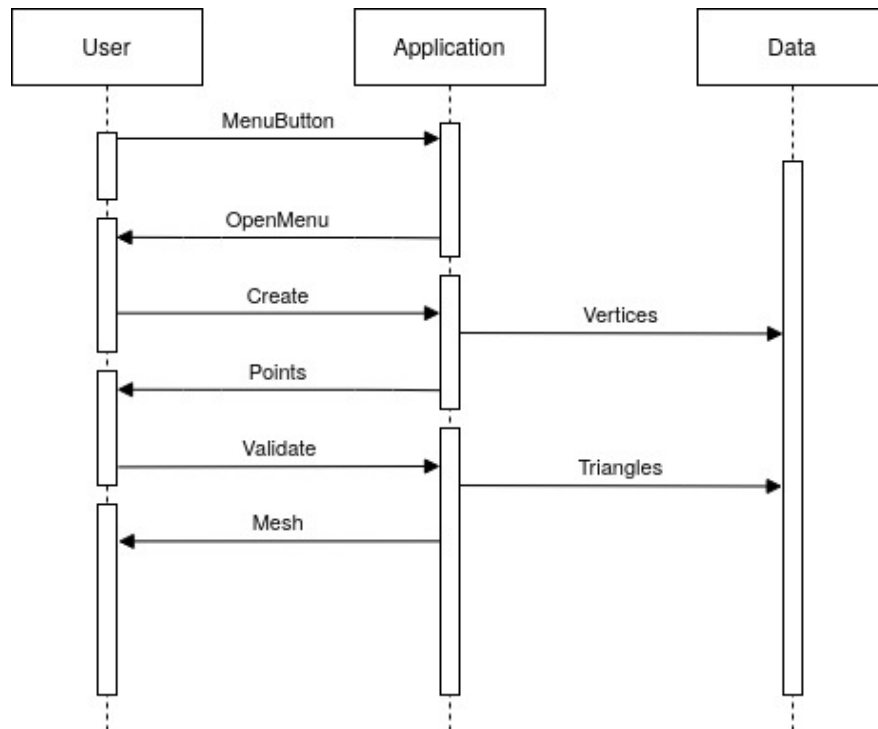 User
Application
Data
MenuButton
OpenMenu
Create
Vertices
Points
Validate
Triangles
Mesh